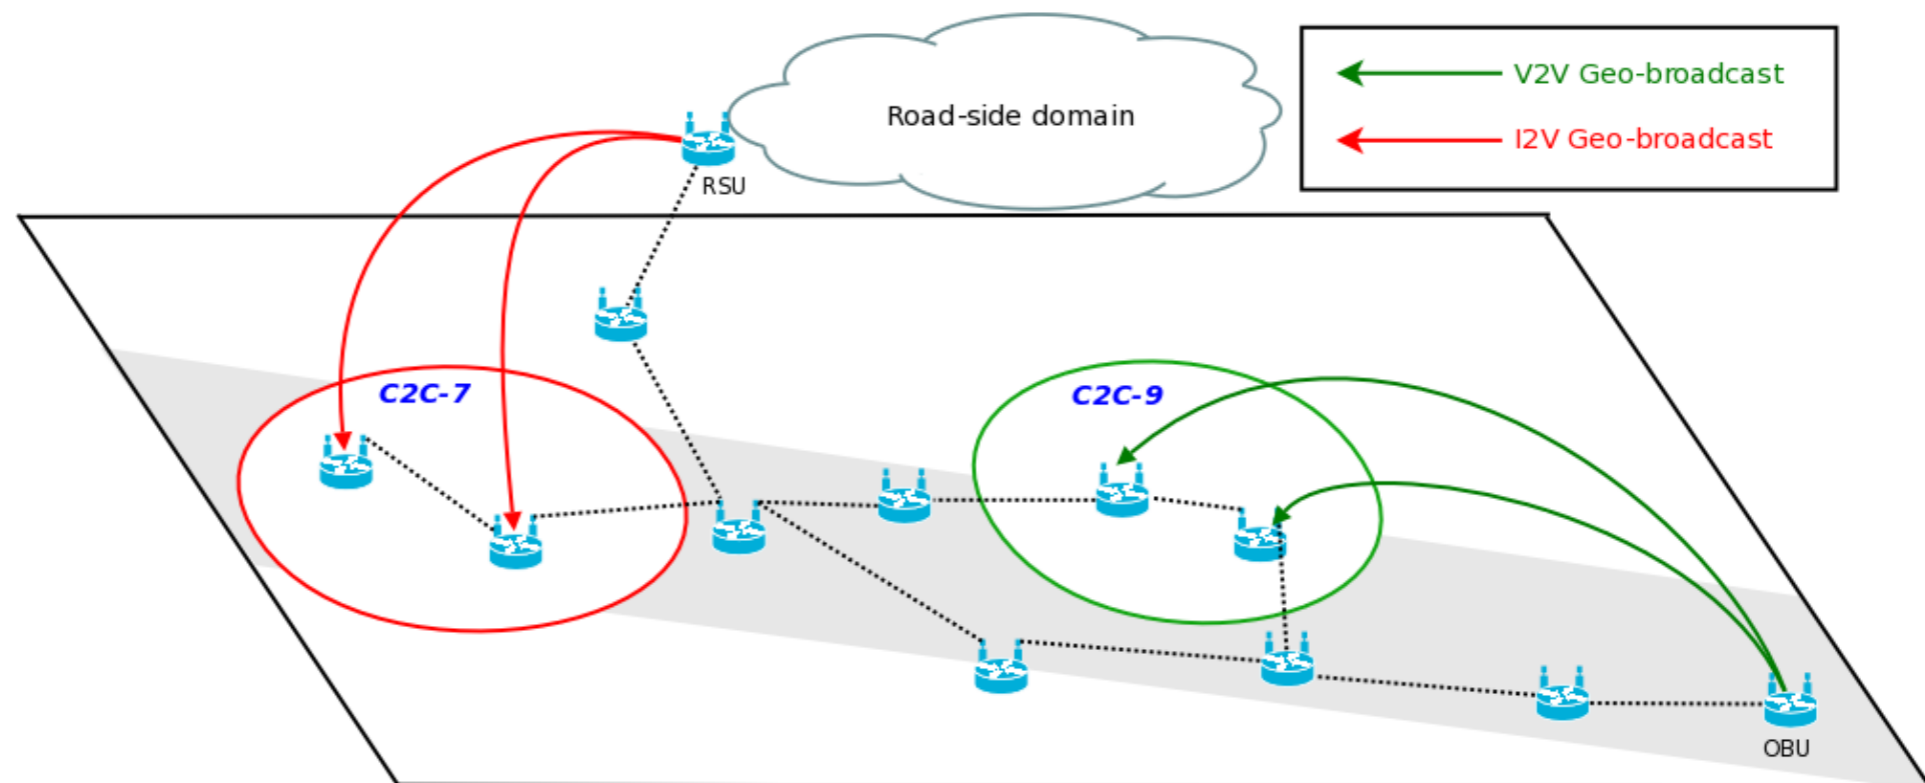 Road-side domain
V2V Geo-broadcast
I2V Geo-broadcast
RSU
C2C-7
C2C-9
OBU